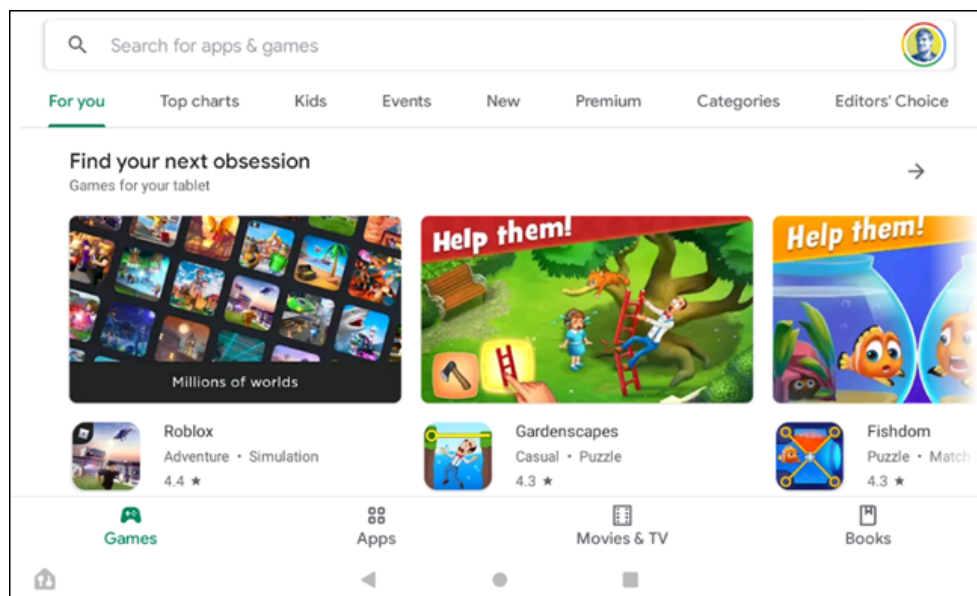 Search for apps & games
For you Top charts Kids Events New Premium Categories Editors' Choice
Find your next obsession
Games for your tablet
Millions of worlds
Help them!
Help them!
Roblox
Adventure • Simulation
4.4 ★
Gardenscapes
Casual • Puzzle
4.3 ★
Fishdom
Puzzle • Match
4.3 ★
Games Apps Movies & TV Books